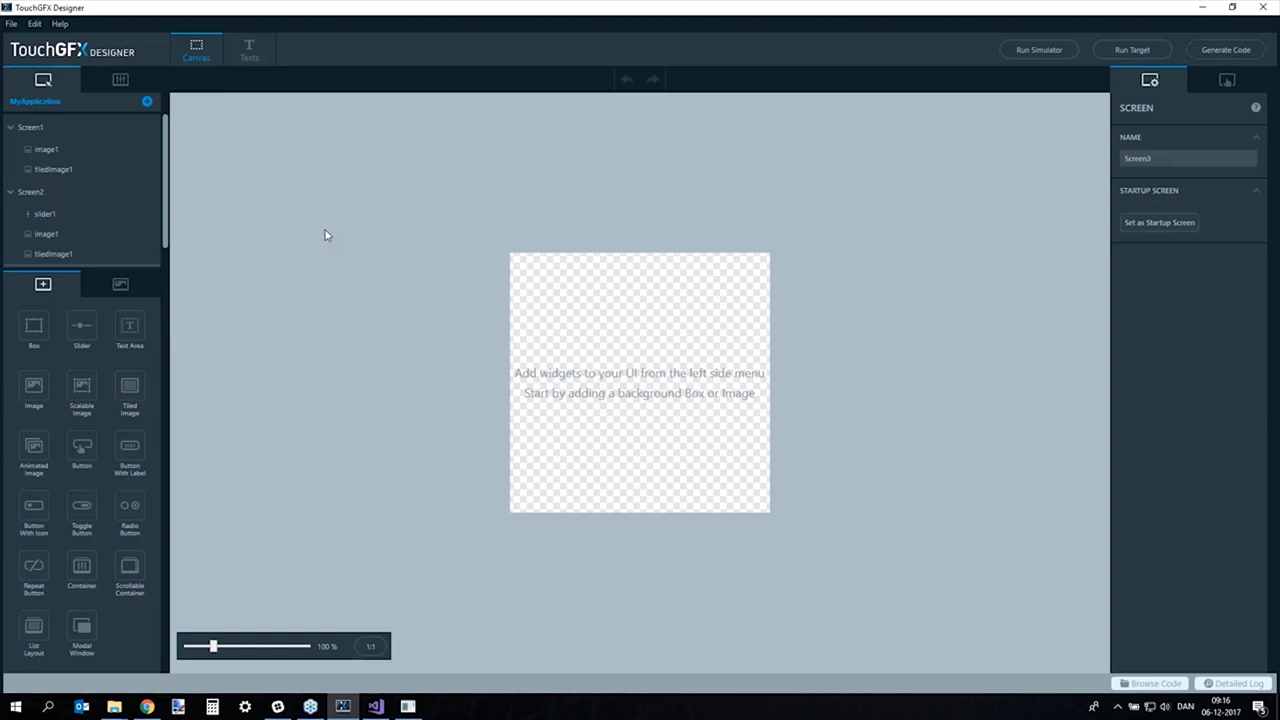 TouchGFX Designer
File Edit Help
TouchGFX DESIGNER
Canvas
Texts
Run Simulator
Run Target
Generate Code
MyApplication
Screen1
image1
tiledImage1
Screen2
slider1
image1
tiledImage1
Box
Slider
Text Area
Image
Scalable
Image
Tiled
Image
Animated
Image
Button
Button
With Label
Button
With Icon
Toggle
Button
Radio
Button
Repeat
Button
Container
Scrollable
Container
List
Layout
Modal
Window
Add widgets to your UI from the left side menu
Start by adding a background Box or Image
100 %
1:1
SCREEN
NAME
Screen3
STARTUP SCREEN
Set as Startup Screen
Browse Code
Detailed Log
DAN
09:16
06-12-2017